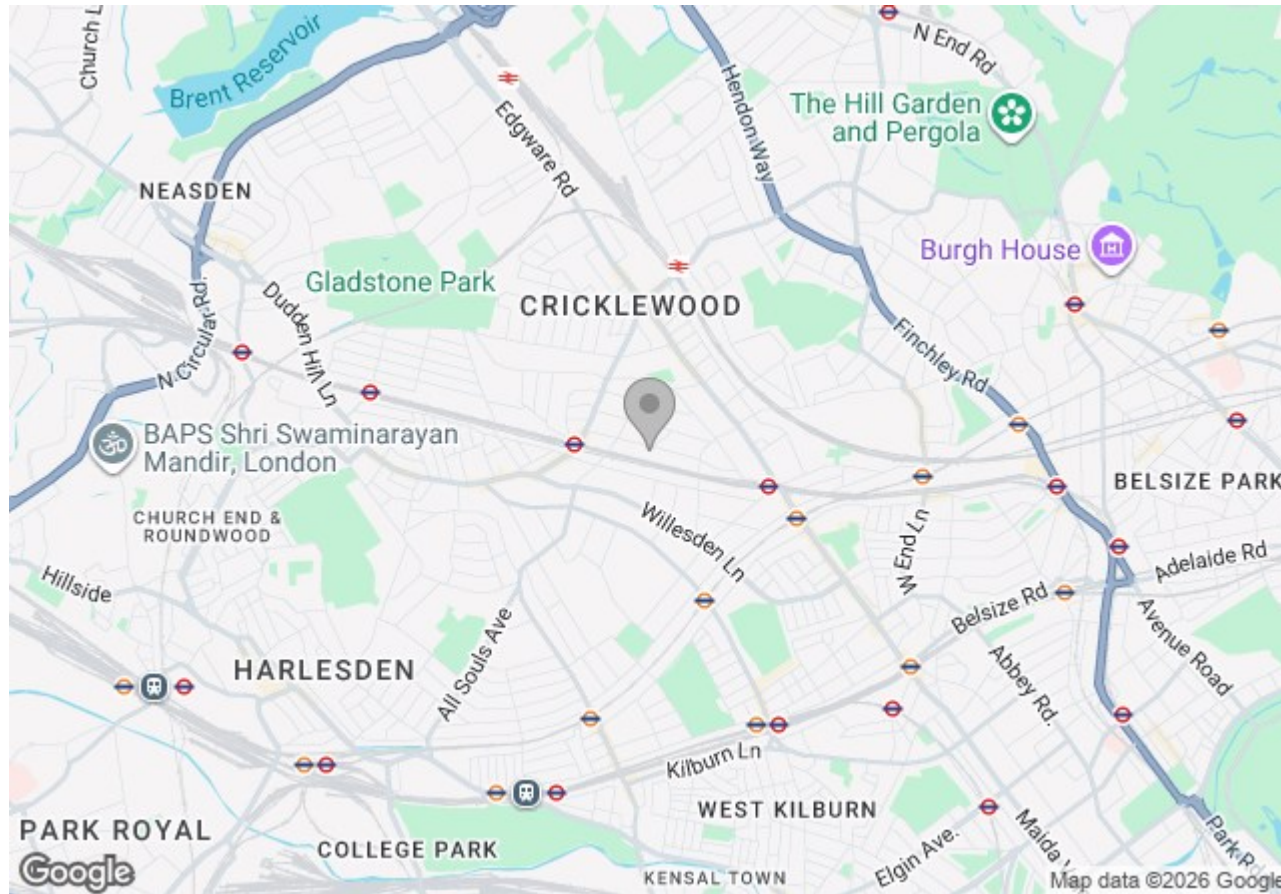 Church L
Brent Reservoir
N End Rd
Hendon Way
The Hill Garden
and Pergola
Edgware Rd
NEASDEN
Burgh House
Gladstone Park
CRICKLEWOOD
Dudden Hill Ln
N Circular Rd.
Finchley Rd
BAPS Shri Swaminarayan
Mandir, London
BELSIZE PARK
CHURCH END &
ROUNDWOOD
Willesden Ln
W End Ln
Adelaide Rd
Hillside
Belsize Rd
Avenue Road
All Souls Ave
Abbey Rd.
HARLESDEN
Kilburn Ln
WEST KILBURN
PARK ROYAL
COLLEGE PARK
Elgin Ave.
Maida V
Park Rd
KENSAL TOWN
Google
Map data ©2026 Google